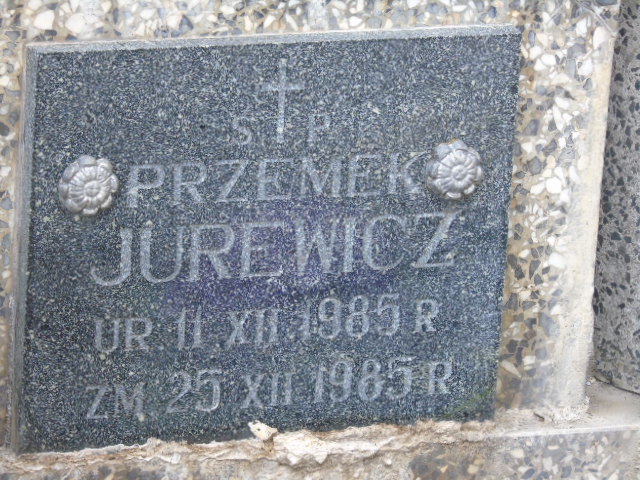 S P
PRZEMEK
JUREWICZ
UR 11 XII 1985 R
ZM 25 XII 1985 R